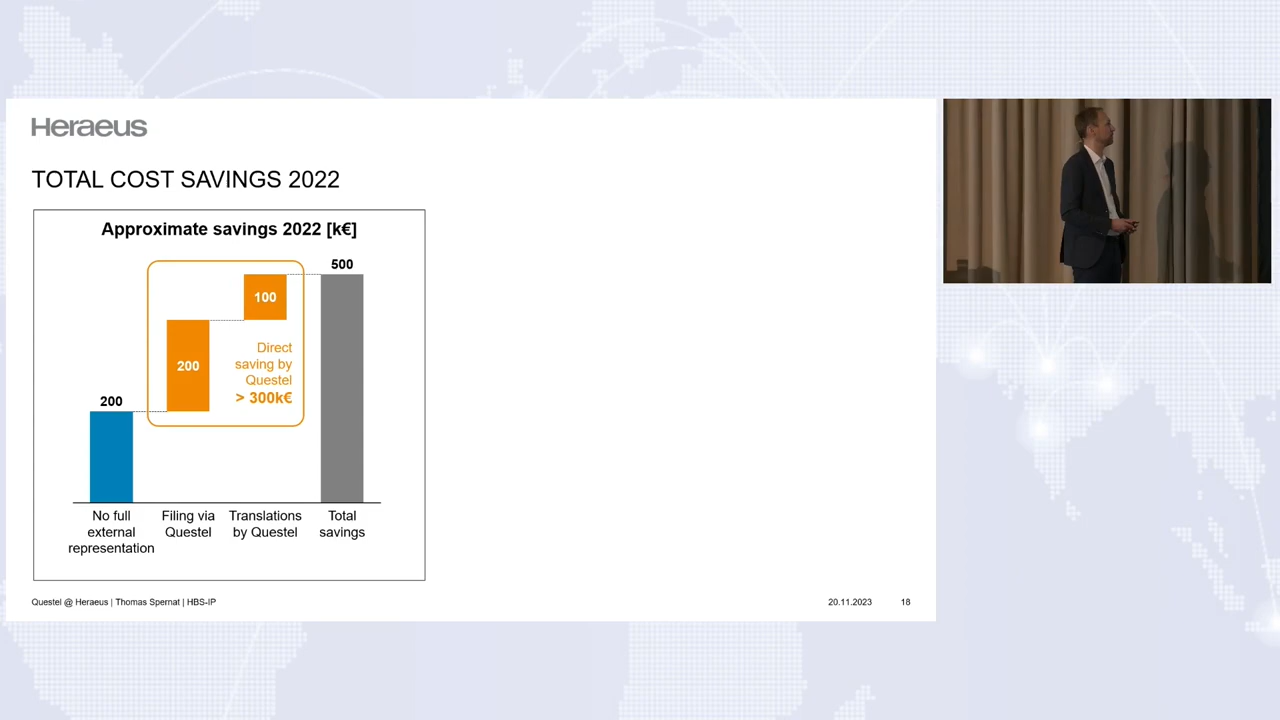 Heraeus
TOTAL COST SAVINGS 2022
Approximate savings 2022 [k€]
500
100
200
200
Direct
saving by
Questel
> 300k€
No full
external
representation
Filing via
Questel
Translations
by Questel
Total
savings
Questel @ Heraeus | Thomas Spernat | HBS-IP
20.11.2023
18